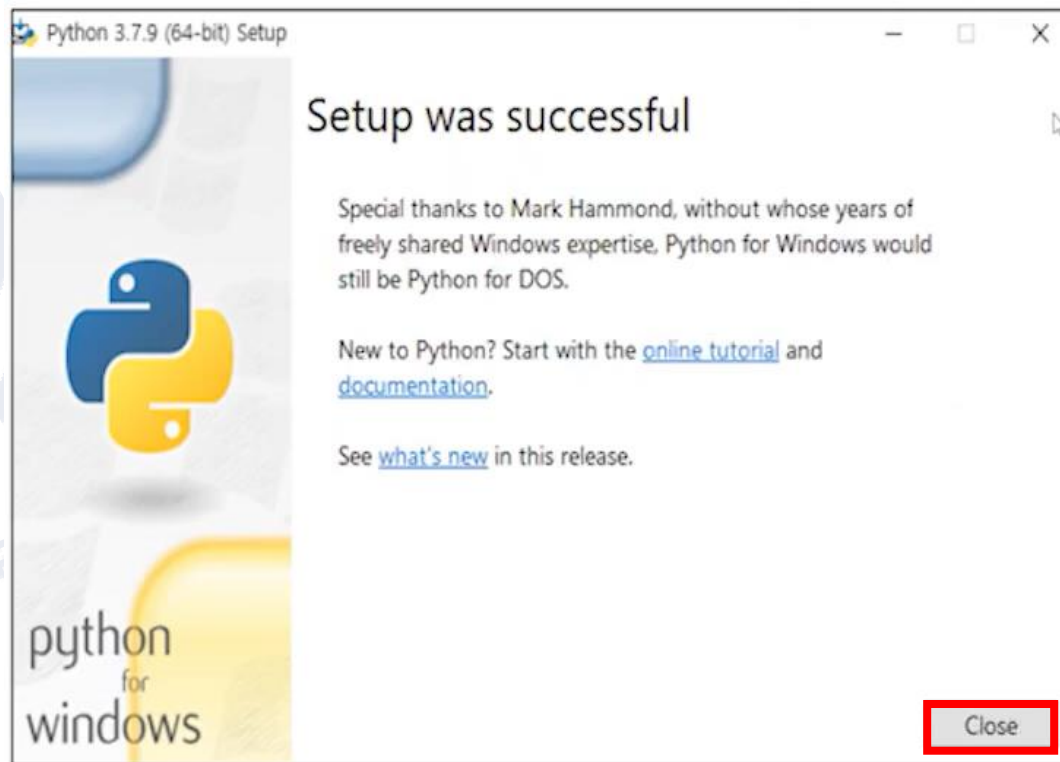 Python 3.7.9 (64-bit) Setup
Setup was successful
Special thanks to Mark Hammond, without whose years of
freely shared Windows expertise, Python for Windows would
still be Python for DOS.
New to Python? Start with the online tutorial and
documentation.
See what's new in this release.
python
for
windows
Close